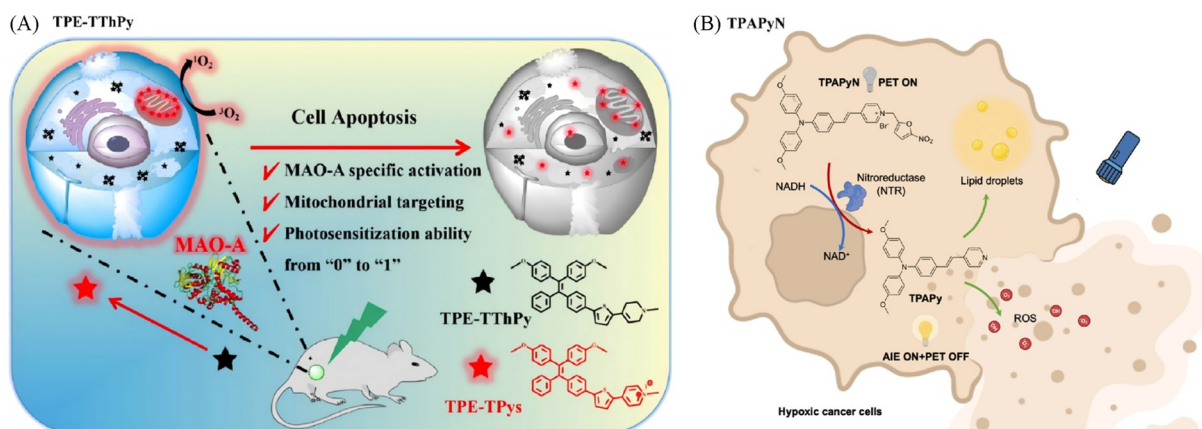 (A) TPE-TThPy
¹O₂
³O₂
Cell Apoptosis
MAO-A specific activation
Mitochondrial targeting
Photosensitization ability
from “0” to “1”
MAO-A
TPE-TThPy
TPE-TPys
(B) TPAPyN
TPAPyN PET ON
Br⁻
NO₂
Lipid droplets
NADH
Nitroreductase
(NTR)
NAD⁺
TPAPy
ROS
AIE ON+PET OFF
Hypoxic cancer cells